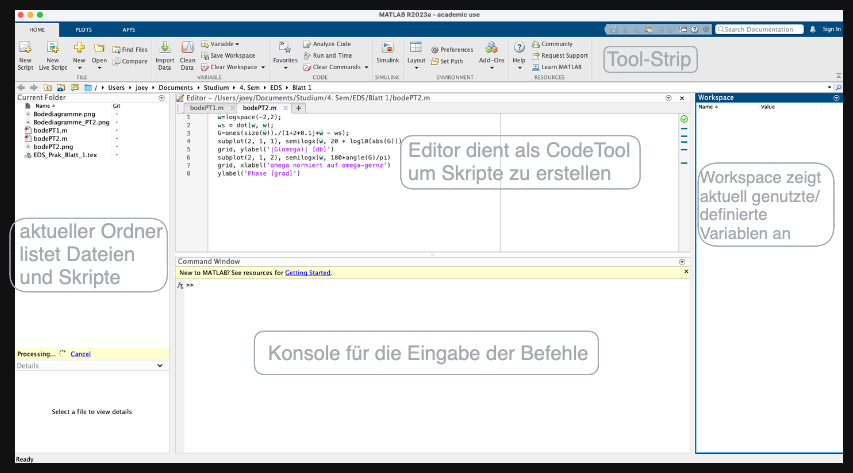 MATLAB R2023a - academic use
HOME PLOTS APPS
Search Documentation Sign In
New Script
New Live Script
New
Open
Find Files
Compare
FILE
Import Data
Clean Data
Variable
Save Workspace
Clear Workspace
VARIABLE
Favorites
Analyze Code
Run and Time
Clear Commands
CODE
Simulink
SIMULINK
Layout
Preferences
Set Path
Add-Ons
ENVIRONMENT
Help
Community
Request Support
Learn MATLAB
RESOURCES
Tool-Strip
/ Users joey Documents Studium 4. Sem EDS Blatt 1
Current Folder
Name Git
Bodediagramme.png
Bodediagramme_PT2.png
bodePT1.m
bodePT2.m
bodePT2.png
EDS_Prak_Blatt_1.tex
aktueller Ordner
listet Dateien
und Skripte
Processing... Cancel
Details
Select a file to view details
Ready
Editor - /Users/joey/Documents/Studium/4. Sem/EDS/Blatt 1/bodePT2.m
bodePT1.m bodePT2.m +
1 w=logspace(-2,2);
2 ws = dot(w, w);
3 G=ones(size(w))./(1+2*0.1j*w - ws);
4 subplot(2, 1, 1), semilogx(w, 20 * log10(abs(G)))
5 grid, ylabel('|G(omega)| [db]')
6 subplot(2, 1, 2), semilogx(w, 180*angle(G)/pi)
7 grid, xlabel('omega norniert auf omega-gernz')
8 ylabel('Phase [grad]')
Editor dient als CodeTool
um Skripte zu erstellen
Command Window
New to MATLAB? See resources for Getting Started.
fx >>
Konsole für die Eingabe der Befehle
Workspace
Name Value
Workspace zeigt
aktuell genutzte/
definierte
Variablen an